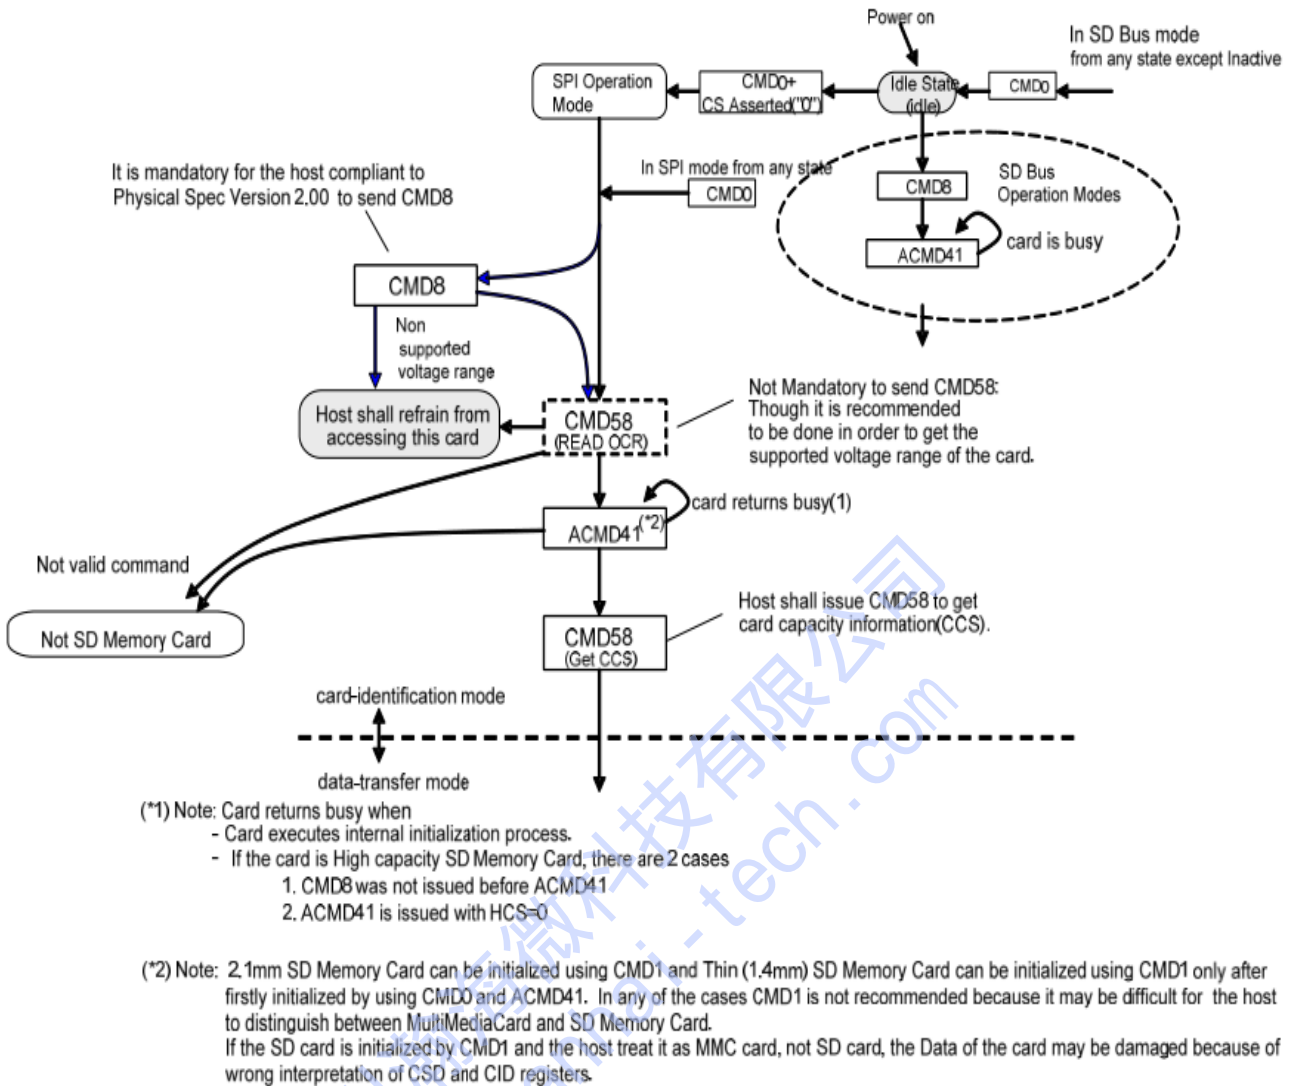 Power on
In SD Bus mode
from any state except Inactive
SPI Operation
Mode
CMD0+
CS Asserted("0")
Idle State
(idle)
CMD0
It is mandatory for the host compliant to
Physical Spec Version 2.00 to send CMD8
In SPI mode from any state
CMD0
CMD8
SD Bus
Operation Modes
ACMD41
card is busy
CMD8
Non
supported
voltage range
Host shall refrain from
accessing this card
CMD58
(READ OCR)
Not Mandatory to send CMD58:
Though it is recommended
to be done in order to get the
supported voltage range of the card.
card returns busy(1)
ACMD41(*2)
Not valid command
Not SD Memory Card
CMD58
(Get CCS)
Host shall issue CMD58 to get
card capacity information(CCS).
card-identification mode
data-transfer mode
(*1) Note: Card returns busy when
- Card executes internal initialization process.
- If the card is High capacity SD Memory Card, there are 2 cases
1. CMD8 was not issued before ACMD41
2. ACMD41 is issued with HCS=0
(*2) Note: 2.1mm SD Memory Card can be initialized using CMD1 and Thin (1.4mm) SD Memory Card can be initialized using CMD1 only after
firstly initialized by using CMD0 and ACMD41. In any of the cases CMD1 is not recommended because it may be difficult for the host
to distinguish between MultiMediaCard and SD Memory Card.
If the SD card is initialized by CMD1 and the host treat it as MMC card, not SD card, the Data of the card may be damaged because of
wrong interpretation of CSD and CID registers.
瀚海微科技有限公司
nhai-tech.com